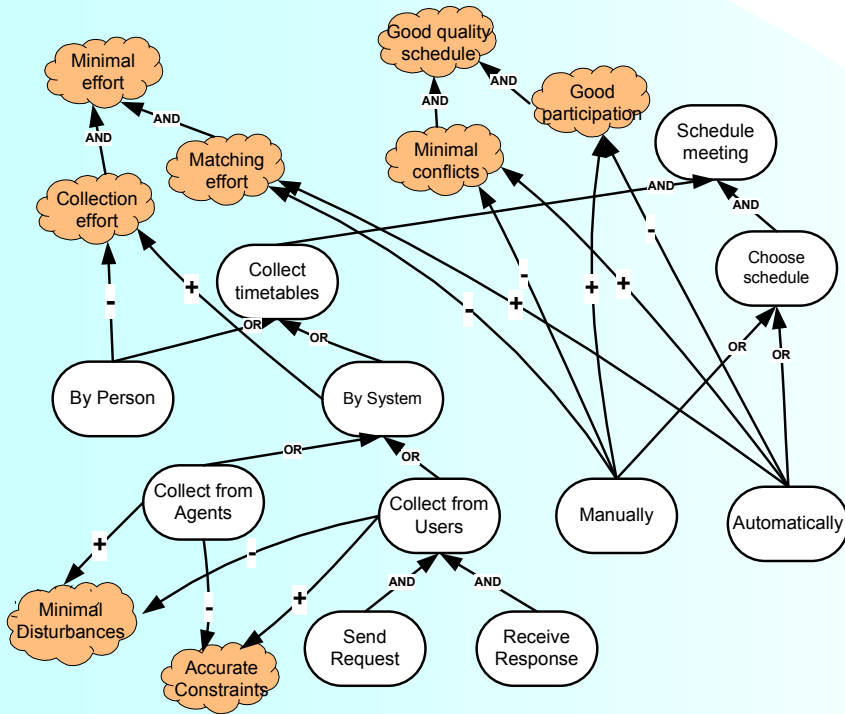 Minimal
effort
Good quality
schedule
AND
AND
AND
AND
Good
participation
Schedule
meeting
Matching
effort
Minimal
conflicts
Collection
effort
AND
AND
-
Collect
timetables
Choose
schedule
-
+
-
+
+
+
-
OR
OR
OR
OR
By Person
By System
OR
OR
Collect from
Agents
Collect from
Users
Manually
Automatically
+
-
-
+
AND
AND
Minimal
Disturbances
Send
Request
Receive
Response
Accurate
Constraints